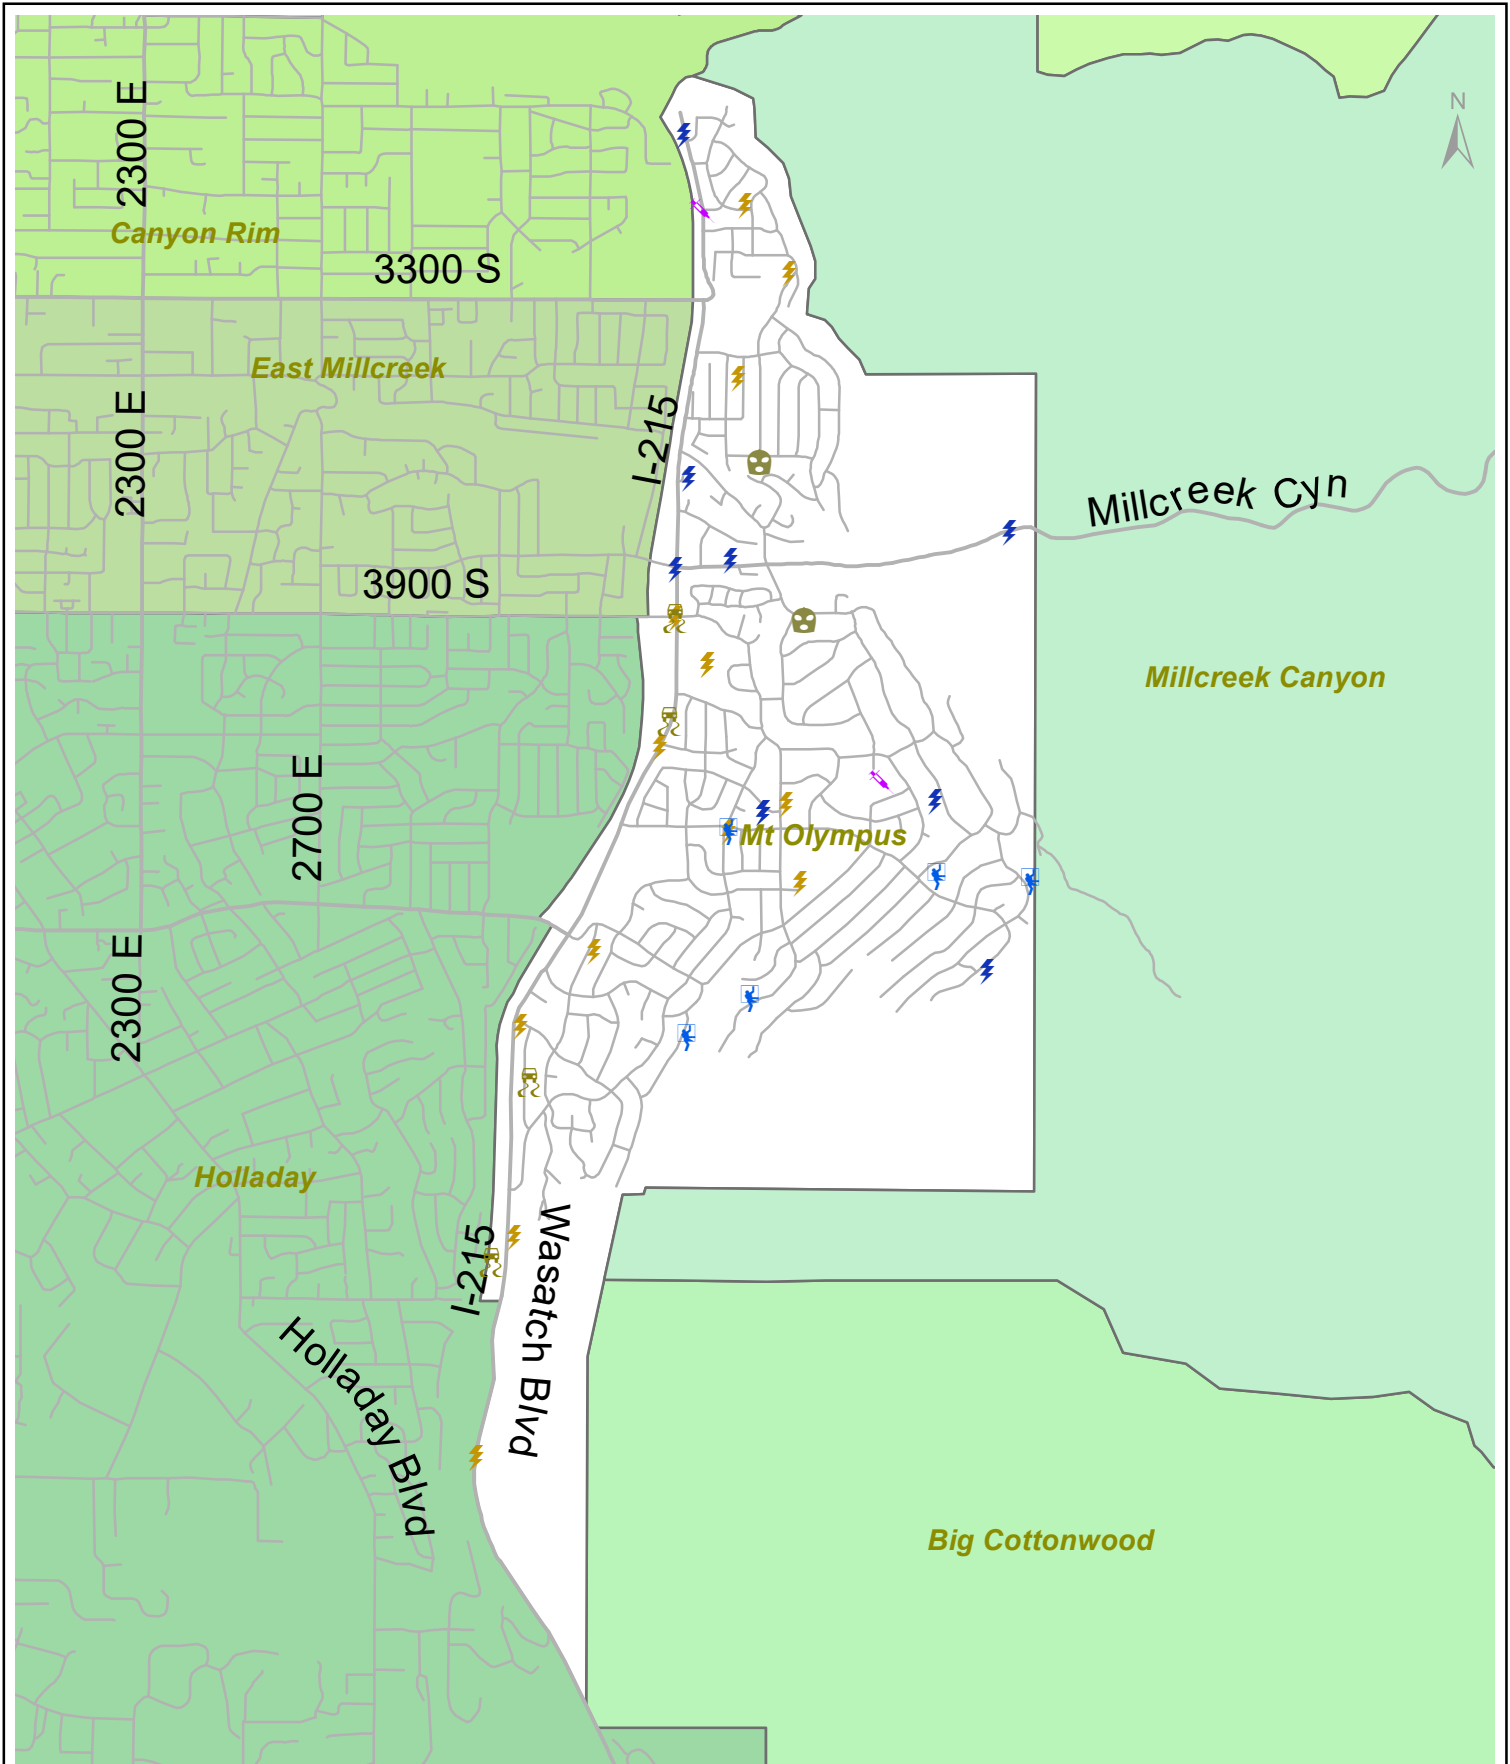 N
2300 E
Canyon Rim
3300 S
East Millcreek
2300 E
I-215
Millcreek Cyn
3900 S
Millcreek Canyon
2700 E
Mt Olympus
2300 E
Holladay
I-215
Wasatch Blvd
Holladay Blvd
Big Cottonwood